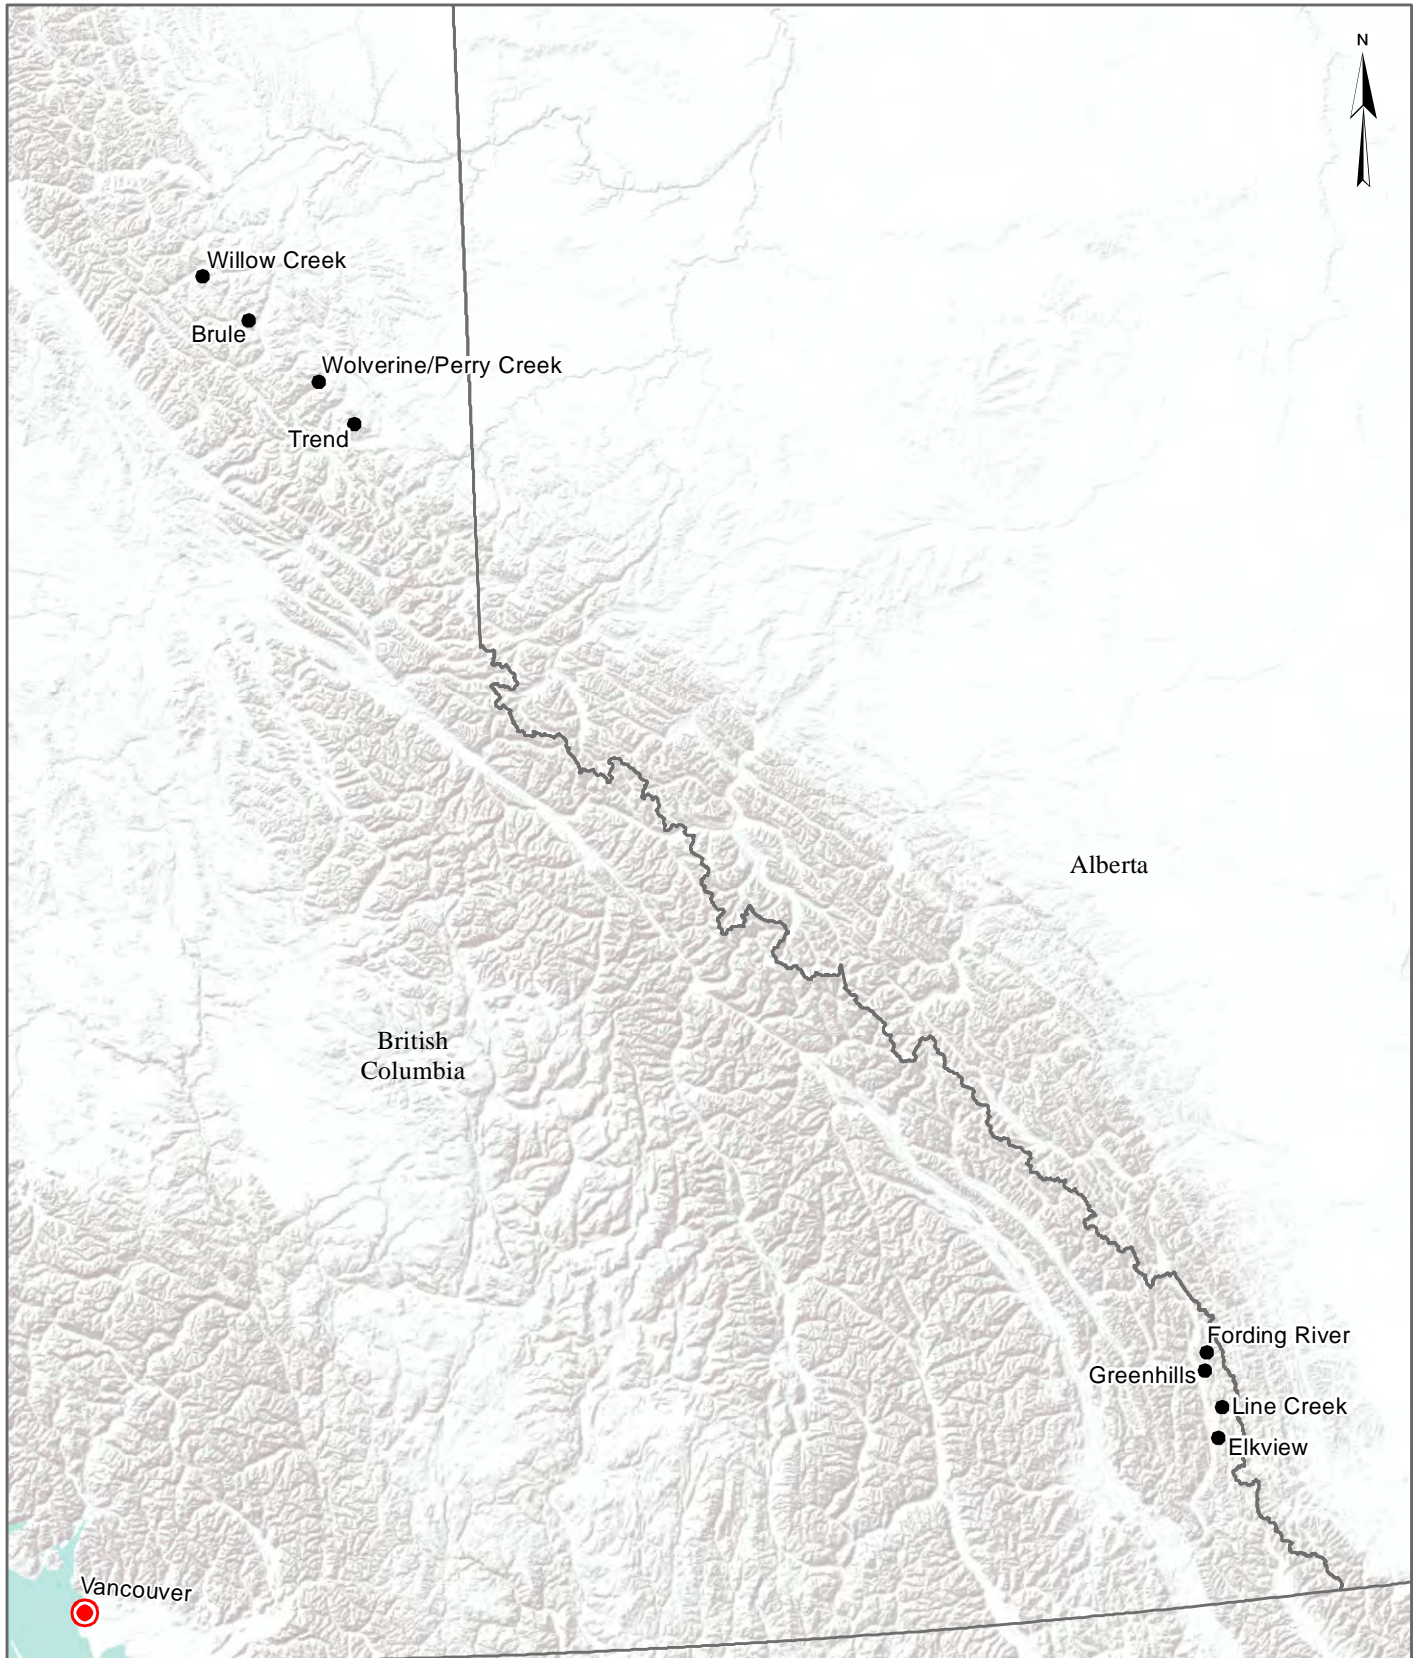 N
Willow Creek
Brule
Wolverine/Perry Creek
Trend
Alberta
British
Columbia
Fording River
Greenhills
Line Creek
Elkview
Vancouver